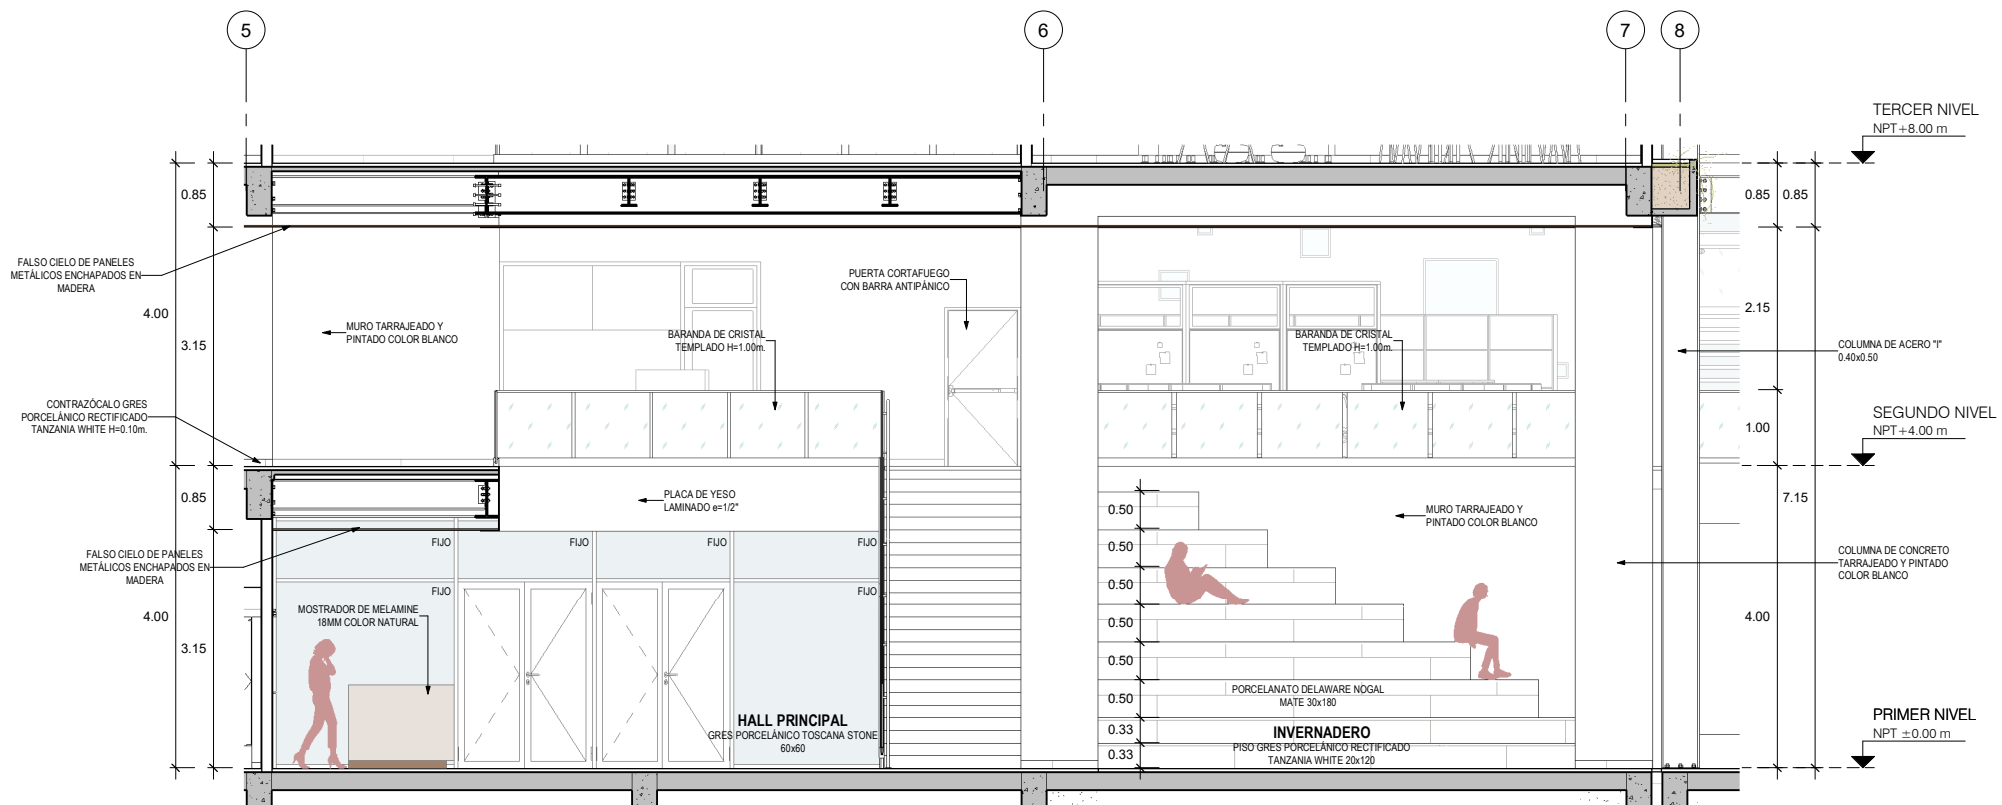 5
6
7
8
TERCER NIVEL
NPT+8.00 m
0.85
0.85
0.85
FALSO CIELO DE PANELES
METÁLICOS ENCHAPADOS EN
MADERA
4.00
3.15
MURO TARRAJEADO Y
PINTADO COLOR BLANCO
BARANDA DE CRISTAL
TEMPLADO H=1.00m.
PUERTA CORTAFUEGO
CON BARRA ANTIPÁNICO
BARANDA DE CRISTAL
TEMPLADO H=1.00m.
2.15
COLUMNA DE ACERO "I"
0.40x0.50
CONTRAZÓCALO GRES
PORCELÁNICO RECTIFICADO
TANZANIA WHITE H=0.10m.
1.00
SEGUNDO NIVEL
NPT+4.00 m
0.85
PLACA DE YESO
LAMINADO e=1/2"
7.15
0.50
0.50
0.50
0.50
0.50
0.50
0.33
0.33
MURO TARRAJEADO Y
PINTADO COLOR BLANCO
FALSO CIELO DE PANELES
METÁLICOS ENCHAPADOS EN
MADERA
FIJO
FIJO
FIJO
FIJO
FIJO
FIJO
COLUMNA DE CONCRETO
TARRAJEADO Y PINTADO
COLOR BLANCO
4.00
3.15
MOSTRADOR DE MELAMINE
18MM COLOR NATURAL
4.00
HALL PRINCIPAL
GRES PORCELÁNICO TOSCANA STONE
60x60
PORCELANATO DELAWARE NOGAL
MATE 30x180
INVERNADERO
PISO GRES PORCELÁNICO RECTIFICADO
TANZANIA WHITE 20x120
PRIMER NIVEL
NPT ±0.00 m